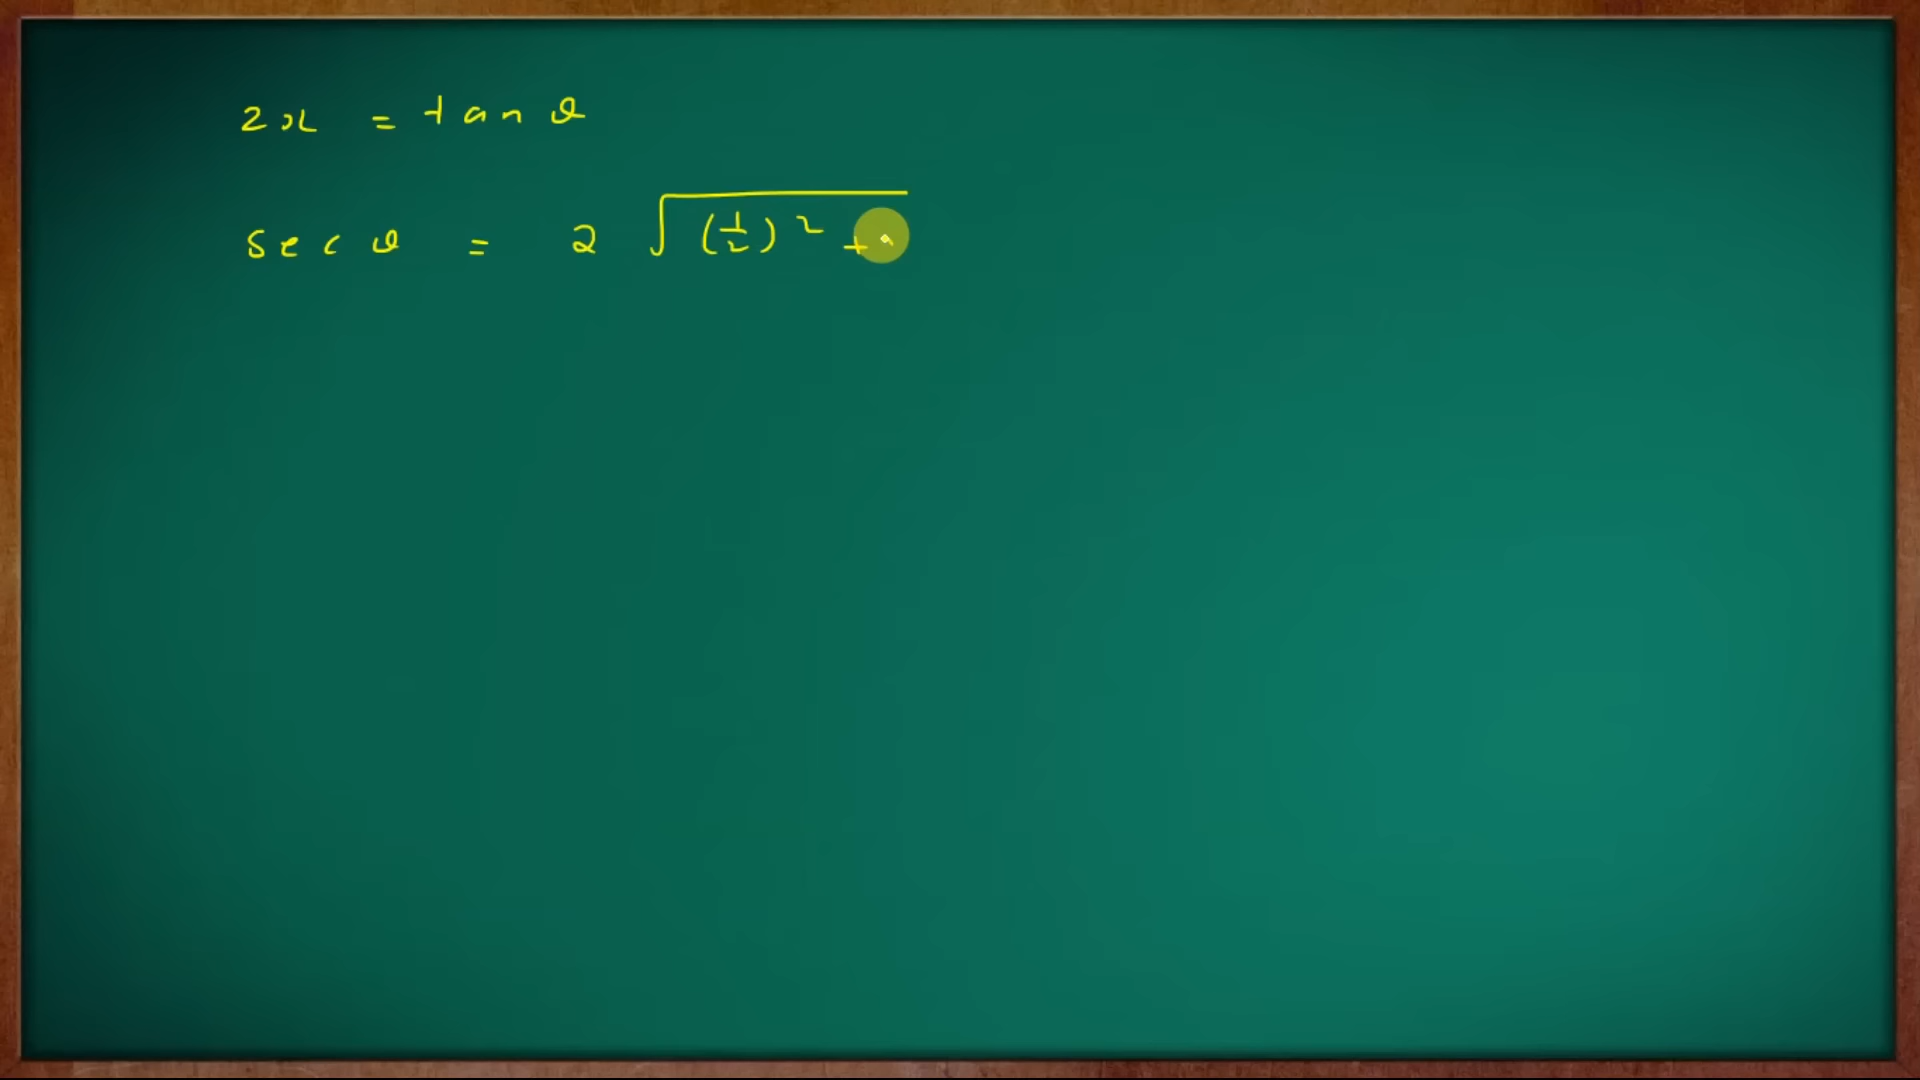 2x = tan θ
sec θ = 2 √((1/2)² +